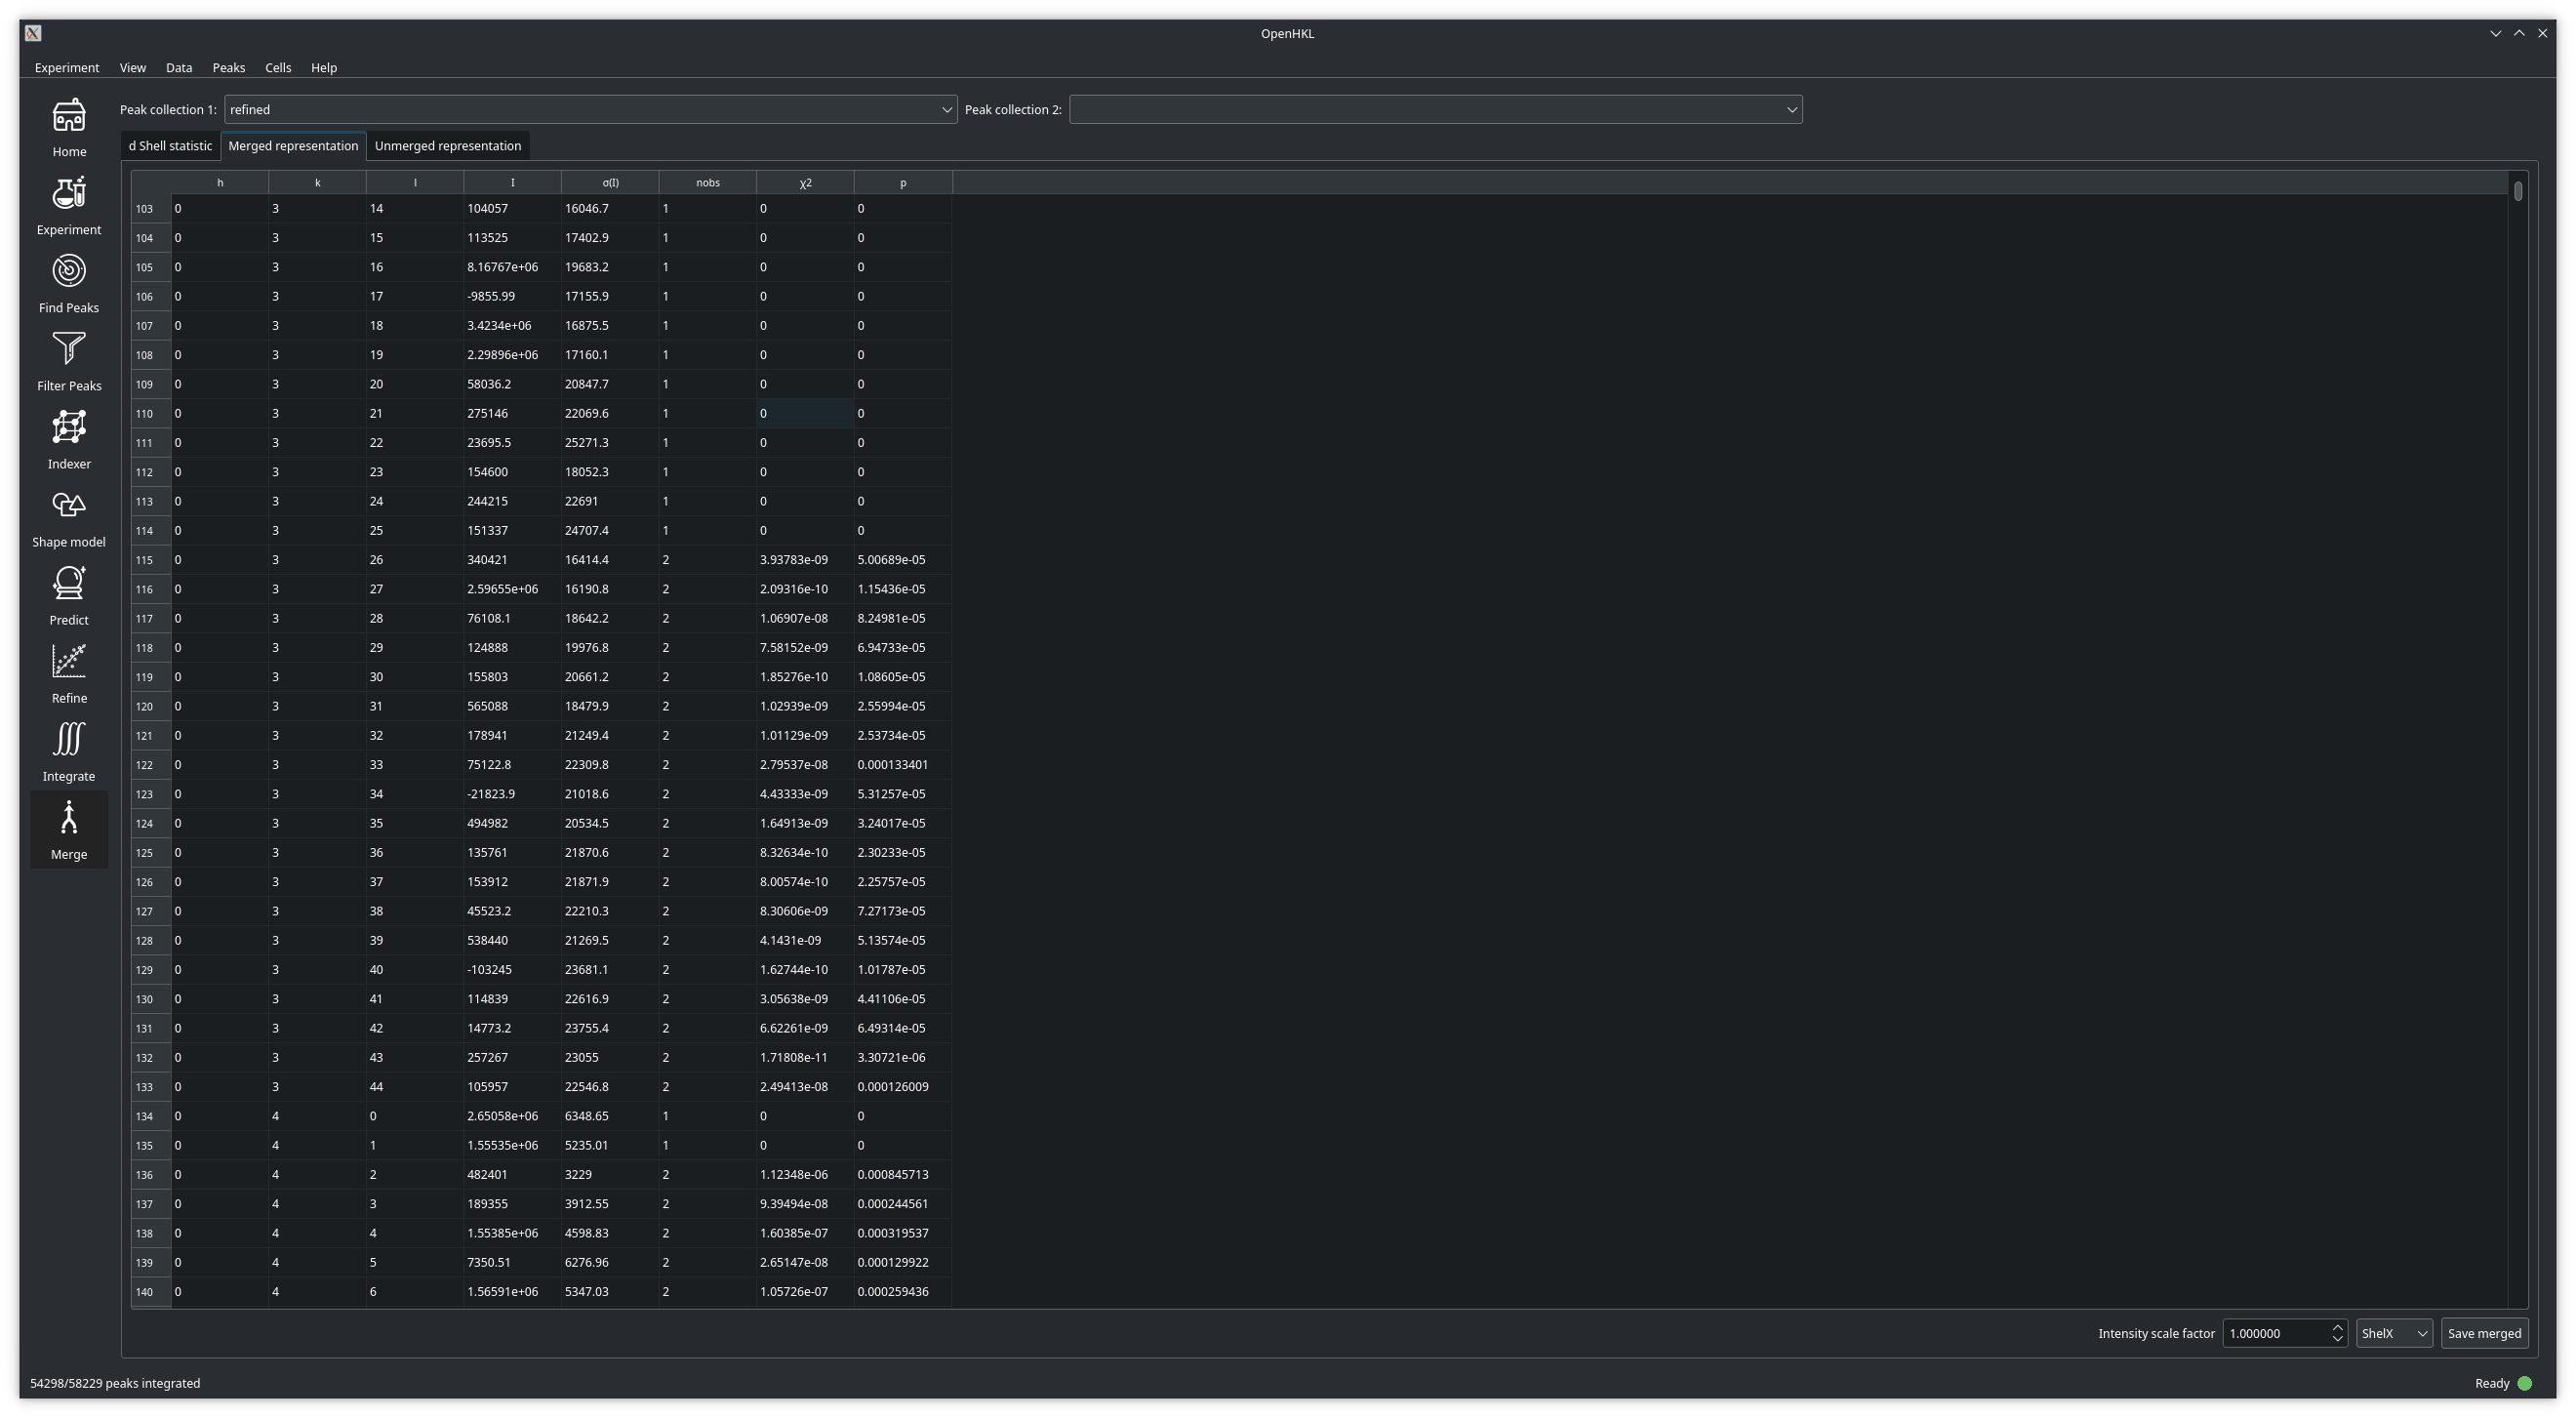 OpenHKL
Experiment View Data Peaks Cells Help
Peak collection 1: refined Peak collection 2:
d Shell statistic Merged representation Unmerged representation
Home
Experiment
Find Peaks
Filter Peaks
Indexer
Shape model
Predict
Refine
Integrate
Merge
h k l I σ(I) nobs χ2 p
103 0 3 14 104057 16046.7 1 0 0
104 0 3 15 113525 17402.9 1 0 0
105 0 3 16 8.16767e+06 19683.2 1 0 0
106 0 3 17 -9855.99 17155.9 1 0 0
107 0 3 18 3.4234e+06 16875.5 1 0 0
108 0 3 19 2.29896e+06 17160.1 1 0 0
109 0 3 20 58036.2 20847.7 1 0 0
110 0 3 21 275146 22069.6 1 0 0
111 0 3 22 23695.5 25271.3 1 0 0
112 0 3 23 154600 18052.3 1 0 0
113 0 3 24 244215 22691 1 0 0
114 0 3 25 151337 24707.4 1 0 0
115 0 3 26 340421 16414.4 2 3.93783e-09 5.00689e-05
116 0 3 27 2.59655e+06 16190.8 2 2.09316e-10 1.15436e-05
117 0 3 28 76108.1 18642.2 2 1.06907e-08 8.24981e-05
118 0 3 29 124888 19976.8 2 7.58152e-09 6.94733e-05
119 0 3 30 155803 20661.2 2 1.85276e-10 1.08605e-05
120 0 3 31 565088 18479.9 2 1.02939e-09 2.55994e-05
121 0 3 32 178941 21249.4 2 1.01129e-09 2.53734e-05
122 0 3 33 75122.8 22309.8 2 2.79537e-08 0.000133401
123 0 3 34 -21823.9 21018.6 2 4.43333e-09 5.31257e-05
124 0 3 35 494982 20534.5 2 1.64913e-09 3.24017e-05
125 0 3 36 135761 21870.6 2 8.32634e-10 2.30233e-05
126 0 3 37 153912 21871.9 2 8.00574e-10 2.25757e-05
127 0 3 38 45523.2 22210.3 2 8.30606e-09 7.27173e-05
128 0 3 39 538440 21269.5 2 4.1431e-09 5.13574e-05
129 0 3 40 -103245 23681.1 2 1.62744e-10 1.01787e-05
130 0 3 41 114839 22616.9 2 3.05638e-09 4.41106e-05
131 0 3 42 14773.2 23755.4 2 6.62261e-09 6.49314e-05
132 0 3 43 257267 23055 2 1.71808e-11 3.30721e-06
133 0 3 44 105957 22546.8 2 2.49413e-08 0.000126009
134 0 4 0 2.65058e+06 6348.65 1 0 0
135 0 4 1 1.55535e+06 5235.01 1 0 0
136 0 4 2 482401 3229 2 1.12348e-06 0.000845713
137 0 4 3 189355 3912.55 2 9.39494e-08 0.000244561
138 0 4 4 1.55385e+06 4598.83 2 1.60385e-07 0.000319537
139 0 4 5 7350.51 6276.96 2 2.65147e-08 0.000129922
140 0 4 6 1.56591e+06 5347.03 2 1.05726e-07 0.000259436
Intensity scale factor 1.000000 ShelX Save merged
54298/58229 peaks integrated Ready